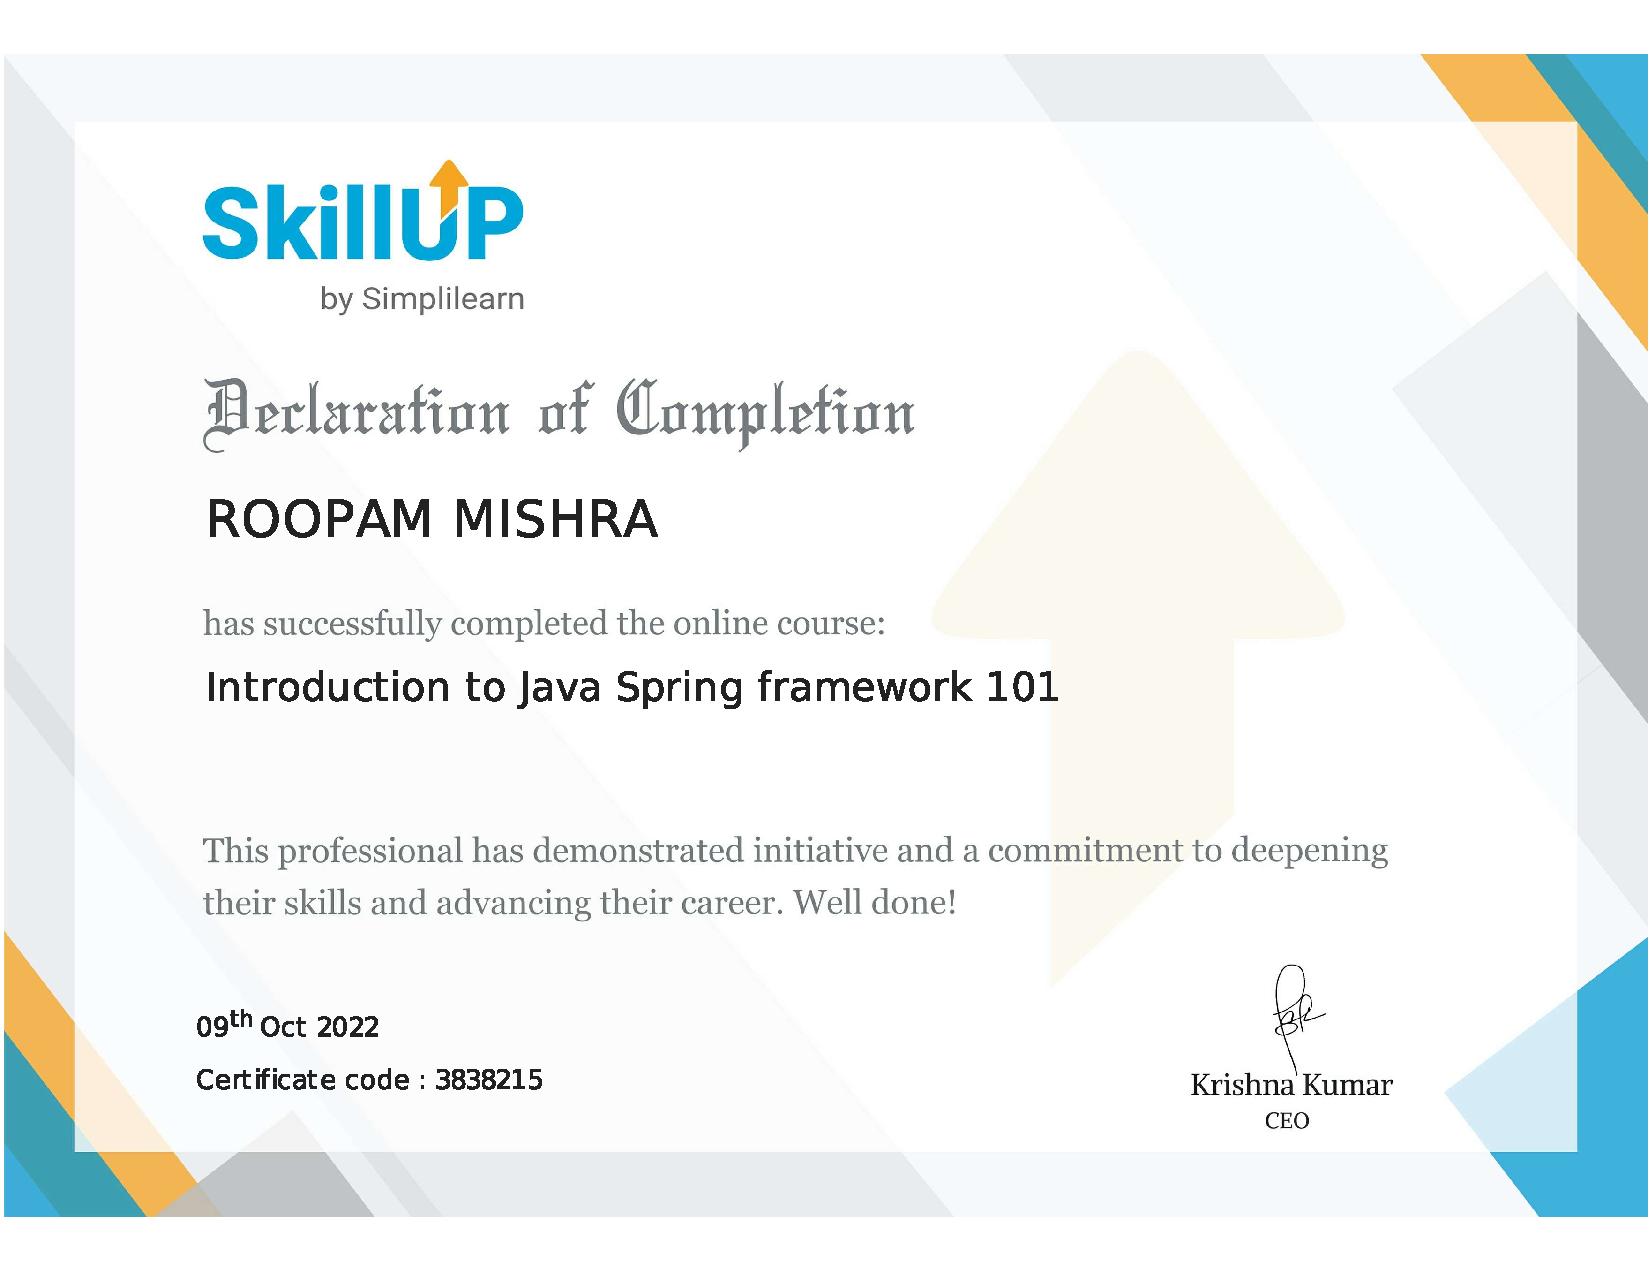 SkillUP
by Simplilearn
Declaration of Completion
ROOPAM MISHRA
has successfully completed the online course:
Introduction to Java Spring framework 101
This professional has demonstrated initiative and a commitment to deepening
their skills and advancing their career. Well done!
09th Oct 2022
Certificate code : 3838215
Krishna Kumar
CEO